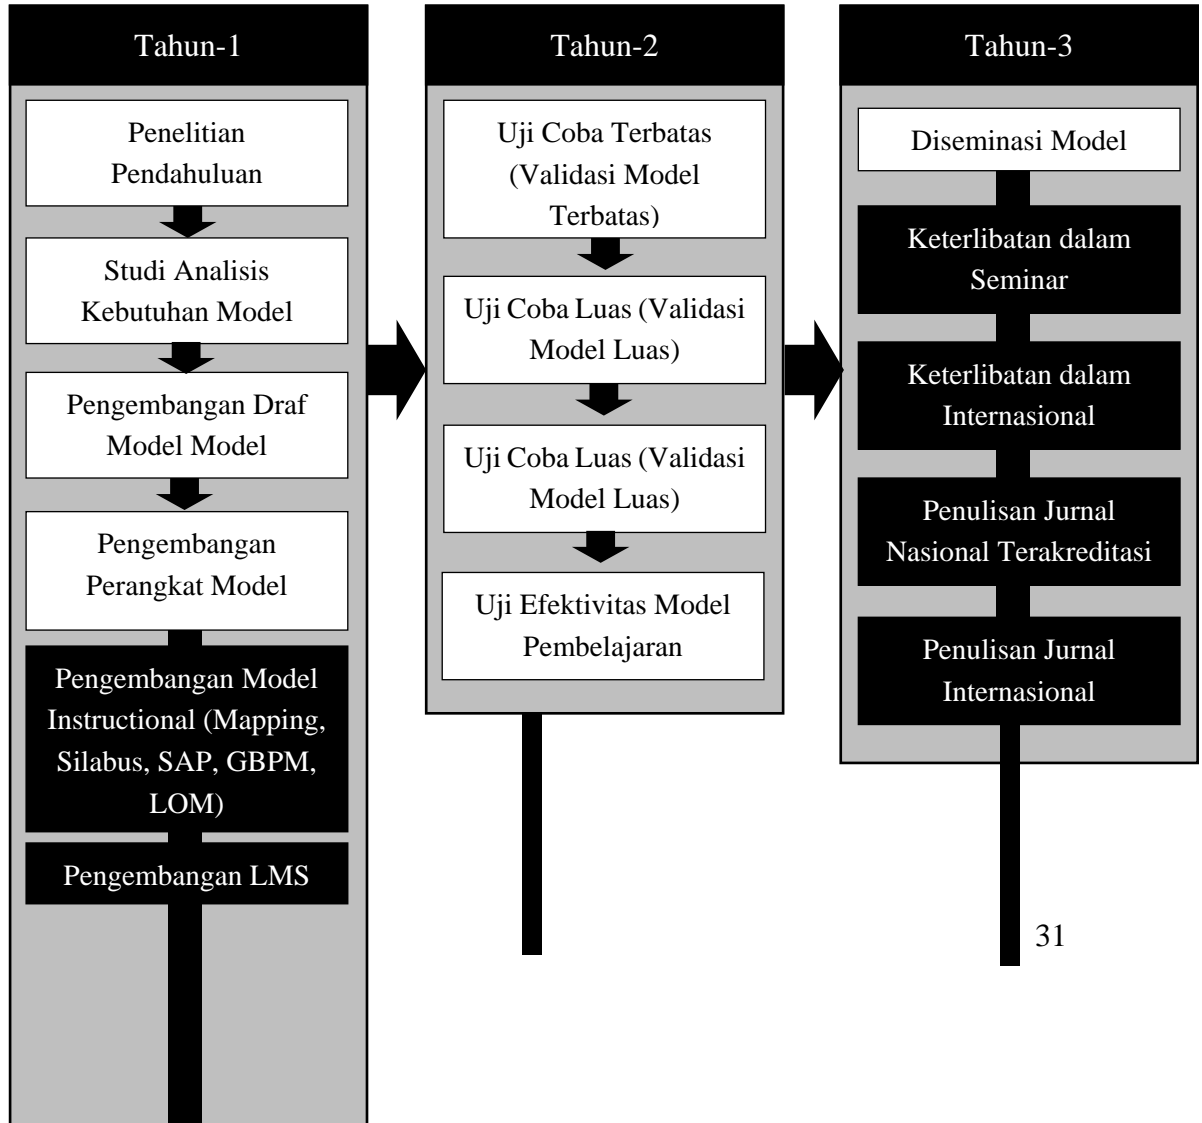 Tahun-1
Penelitian
Pendahuluan
Studi Analisis
Kebutuhan Model
Pengembangan Draf
Model Model
Pengembangan
Perangkat Model
Pengembangan Model
Instructional (Mapping,
Silabus, SAP, GBPM,
LOM)
Pengembangan LMS
Tahun-2
Uji Coba Terbatas
(Validasi Model
Terbatas)
Uji Coba Luas (Validasi
Model Luas)
Uji Coba Luas (Validasi
Model Luas)
Uji Efektivitas Model
Pembelajaran
Tahun-3
Diseminasi Model
Keterlibatan dalam
Seminar
Keterlibatan dalam
Internasional
Penulisan Jurnal
Nasional Terakreditasi
Penulisan Jurnal
Internasional
31